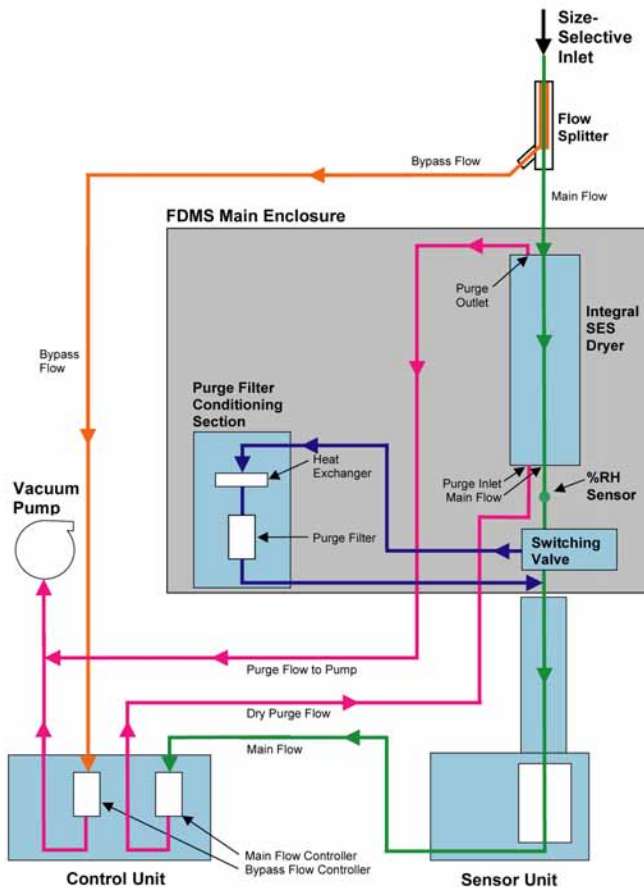 Size-
Selective
Inlet
Flow
Splitter
Bypass Flow
Main Flow
FDMS Main Enclosure
Purge
Outlet
Integral
SES
Dryer
Bypass
Flow
Purge Filter
Conditioning
Section
Heat
Exchanger
Purge Inlet
Main Flow
%RH
Sensor
Vacuum
Pump
Purge Filter
Switching
Valve
Purge Flow to Pump
Dry Purge Flow
Main Flow
Main Flow Controller
Bypass Flow Controller
Control Unit
Sensor Unit